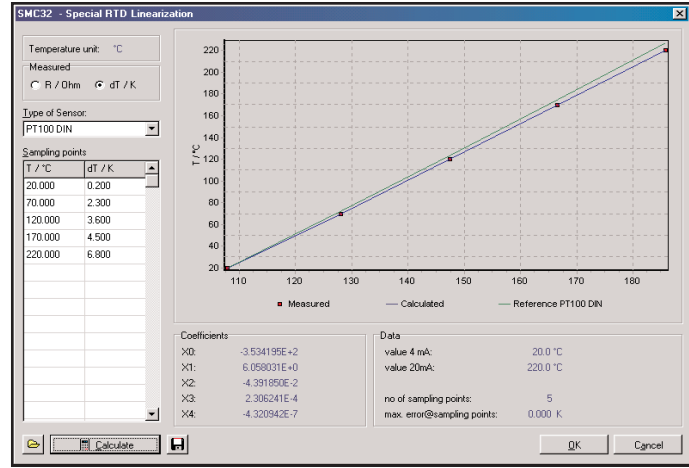 SMC32 - Special RTD Linearization
Temperature unit: °C
Measured
R / Ohm dT / K
Type of Sensor:
PT100 DIN
Sampling points
T / °C dT / K
20.000 0.200
70.000 2.300
120.000 3.600
170.000 4.500
220.000 6.800
Calculate
T / °C
220
200
180
160
140
120
100
80
60
40
20
110 120 130 140 150 160 170 180
Measured Calculated Reference PT100 DIN
Coefficients
X0: -3.534195E+2
X1: 6.058031E+0
X2: -4.391850E-2
X3: 2.306241E-4
X4: -4.320942E-7
Data
value 4 mA: 20.0 °C
value 20mA: 220.0 °C
no of sampling points: 5
max. error@sampling points: 0.000 K
OK Cancel